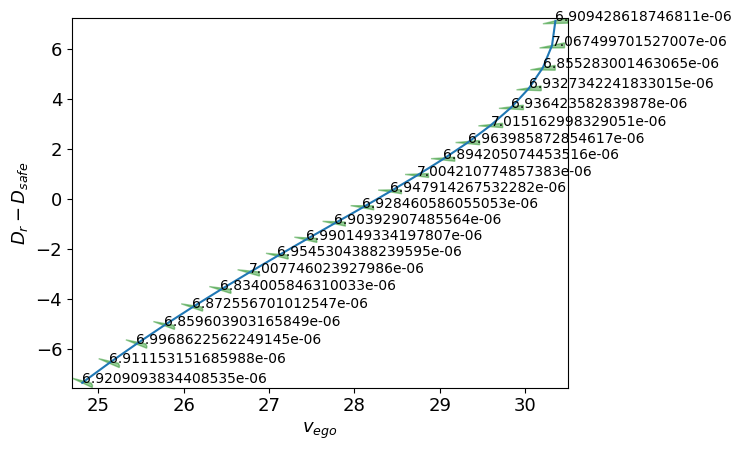 6.909428618746811e-06
7.067499701527007e-06
6.855283001463065e-06
6.9327342241833015e-06
6.936423582839878e-06
7.015162998329051e-06
6.963985872854617e-06
6.894205074453516e-06
7.004210774857383e-06
6.947914267532282e-06
6.928460586055053e-06
6.90392907485564e-06
6.990149334197807e-06
6.9545304388239595e-06
7.007746023927986e-06
6.834005846310033e-06
6.872556701012547e-06
6.859603903165849e-06
6.9968622562249145e-06
6.911153151685988e-06
6.9209093834408535e-06
6
4
2
0
−2
−4
−6
D_r − D_safe
25 26 27 28 29 30
v_ego